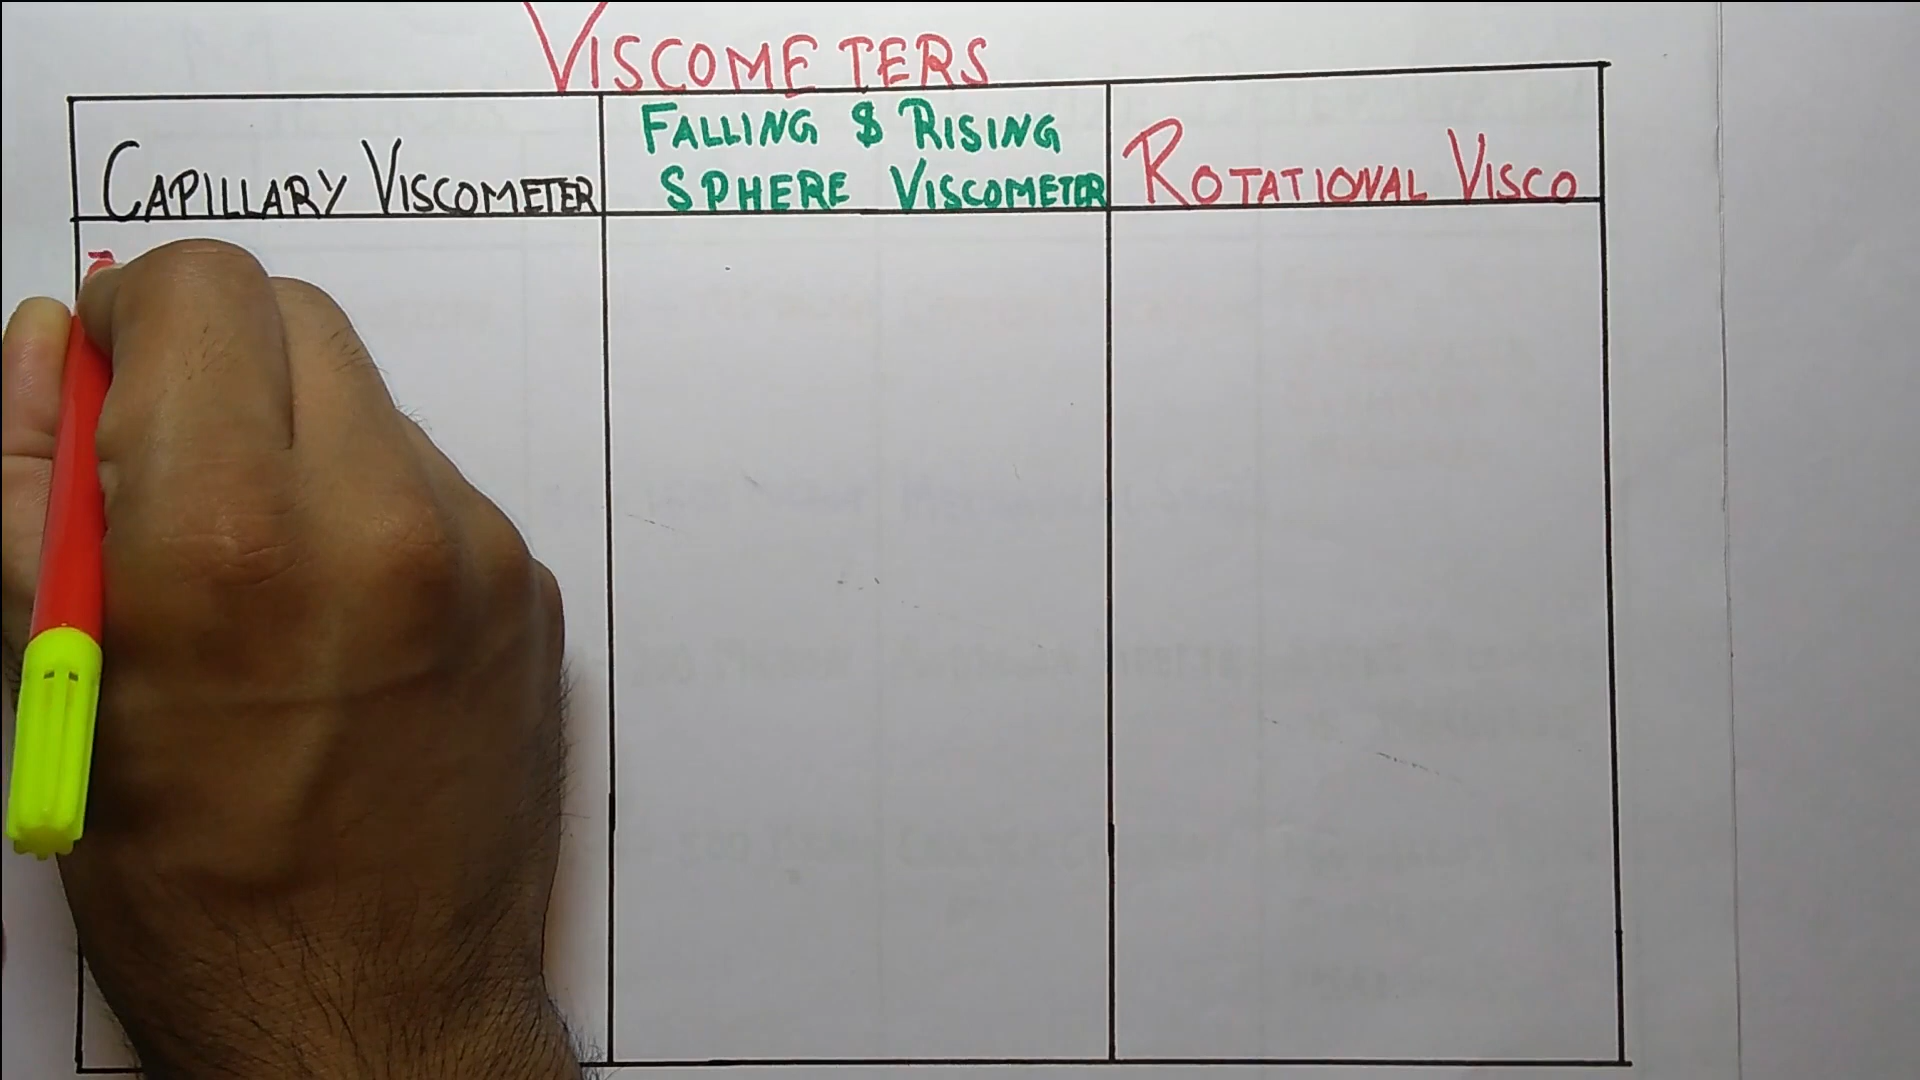 VISCOMETERS
CAPILLARY VISCOMETER
FALLING & RISING
SPHERE VISCOMETER
ROTATIONAL VISCO